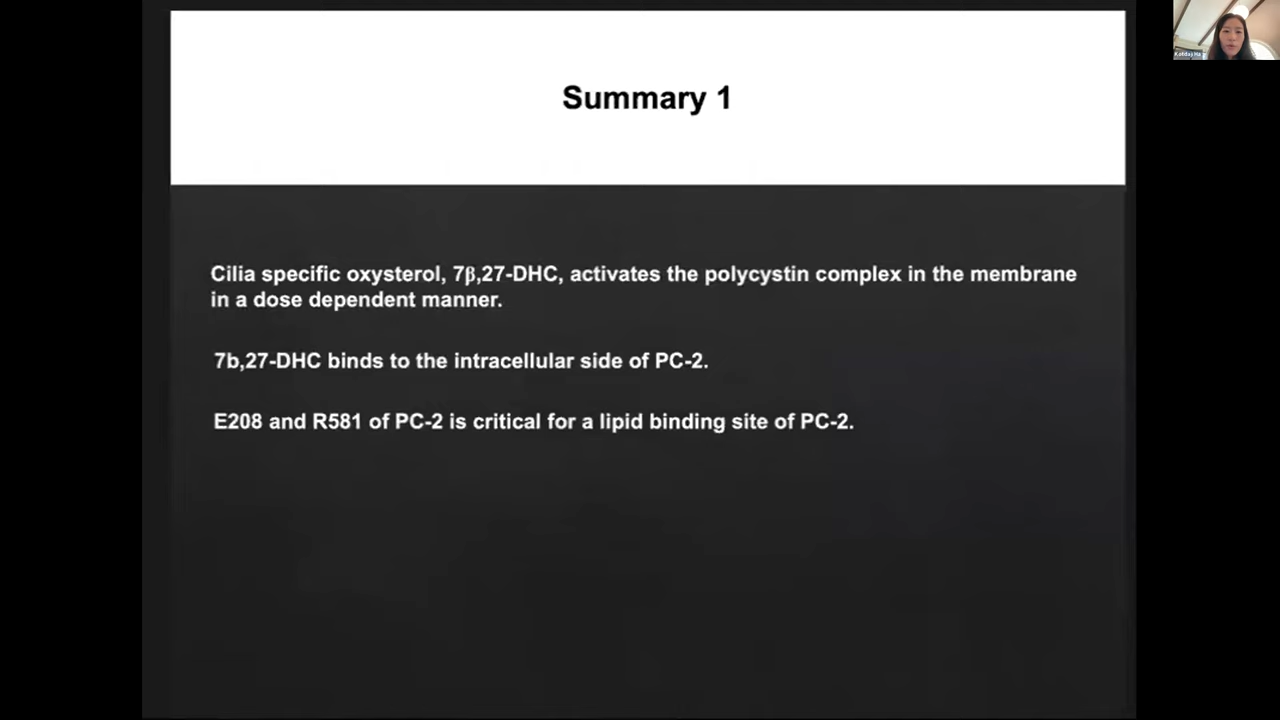 Summary 1
Cilia specific oxysterol, 7β,27-DHC, activates the polycystin complex in the membrane
in a dose dependent manner.
7b,27-DHC binds to the intracellular side of PC-2.
E208 and R581 of PC-2 is critical for a lipid binding site of PC-2.